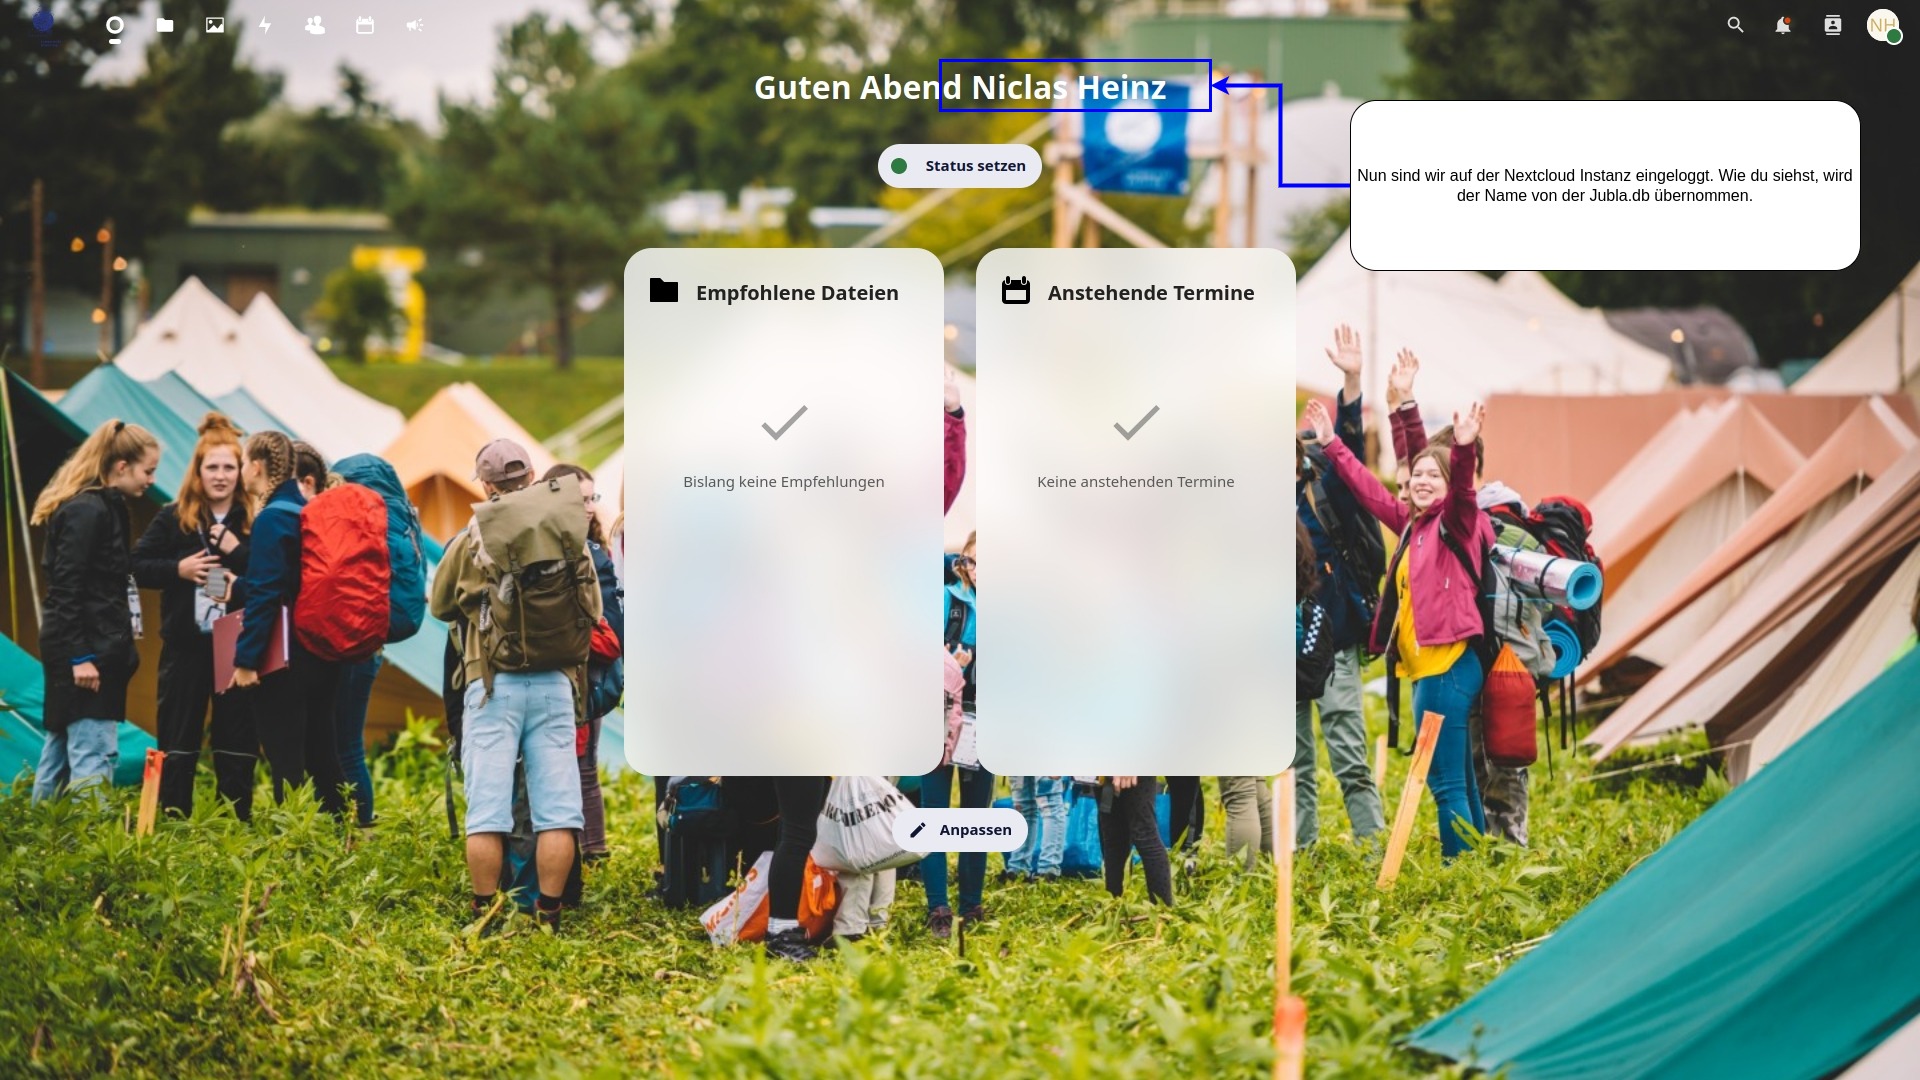 NH
Guten Abend Niclas Heinz
Nun sind wir auf der Nextcloud Instanz eingeloggt. Wie du siehst, wird
der Name von der Jubla.db übernommen.
Status setzen
Empfohlene Dateien
Anstehende Termine
Bislang keine Empfehlungen
Keine anstehenden Termine
Anpassen